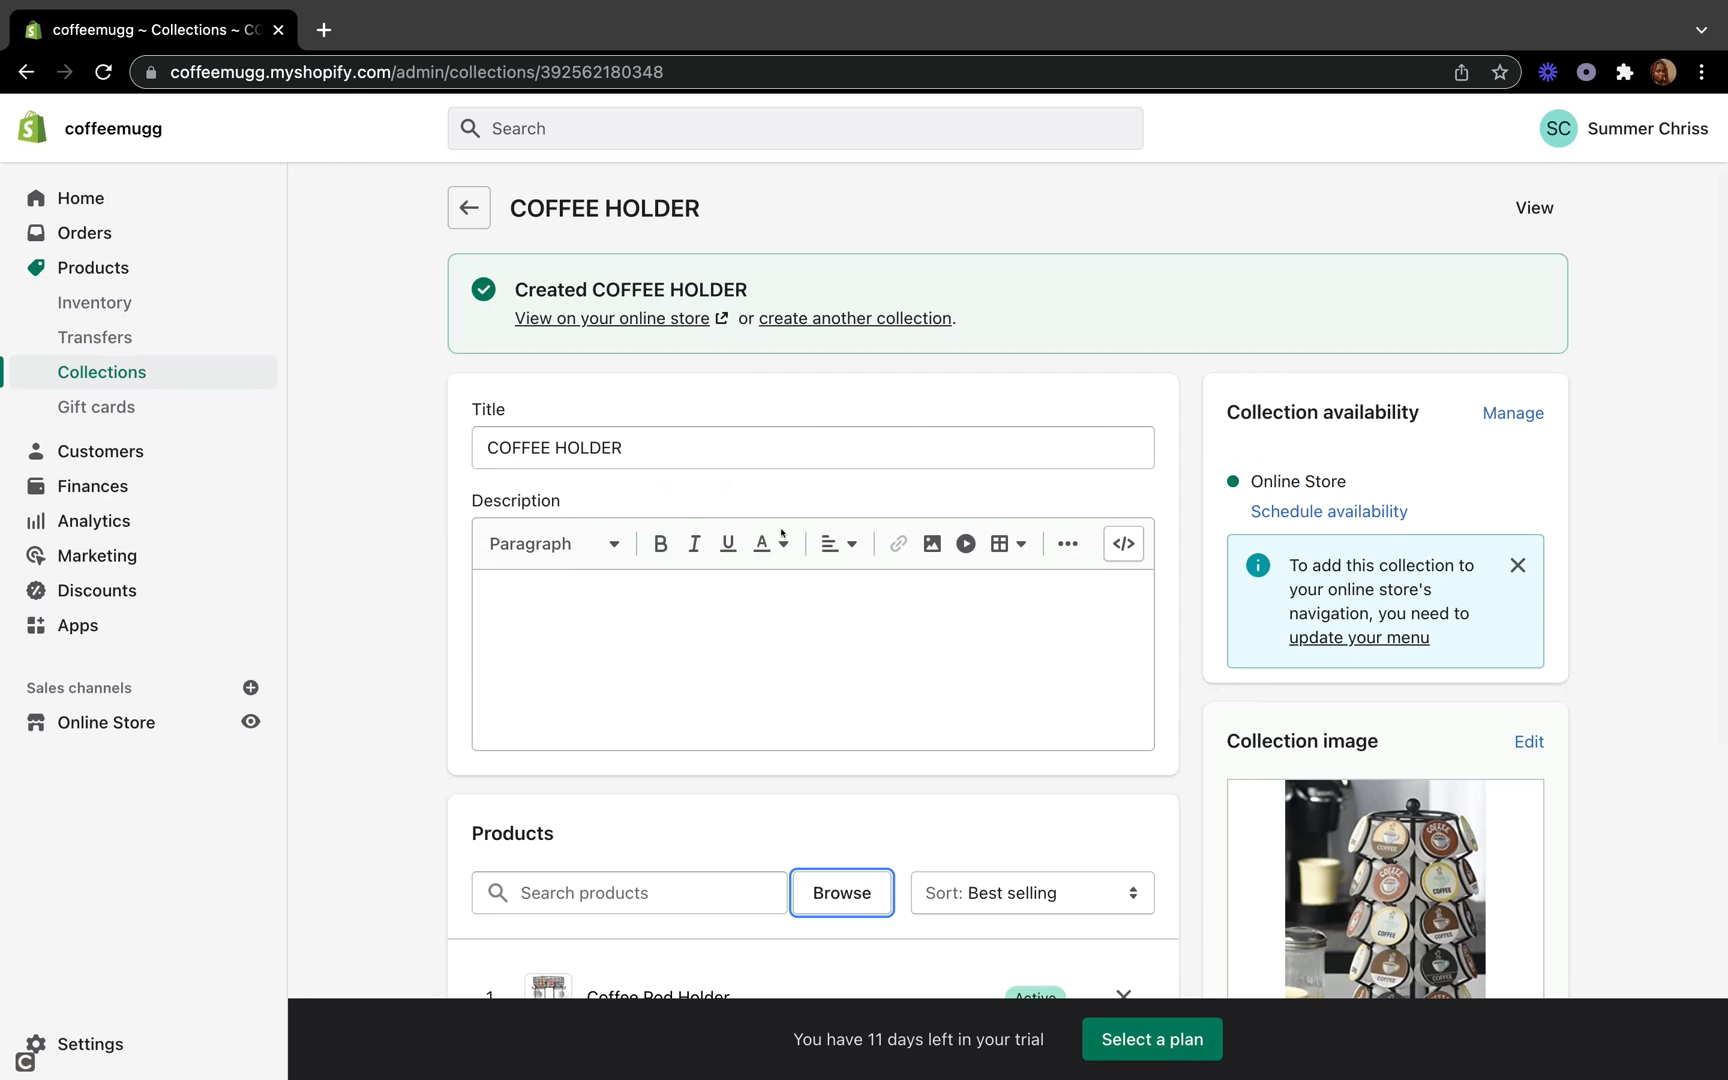 coffeemugg ~ Collections ~ CO
coffeemugg.myshopify.com/admin/collections/392562180348
coffeemugg
Search
SC Summer Chriss
Home
Orders
Products
Inventory
Transfers
Collections
Gift cards
Customers
Finances
Analytics
Marketing
Discounts
Apps
Sales channels
Online Store
Settings
COFFEE HOLDER
View
Created COFFEE HOLDER
View on your online store or create another collection.
Title
COFFEE HOLDER
Description
Paragraph
B I U A
</>
Products
Search products
Browse
Sort: Best selling
1 Coffee Pod Holder Active
Collection availability
Manage
Online Store
Schedule availability
To add this collection to
your online store's
navigation, you need to
update your menu
Collection image
Edit
You have 11 days left in your trial
Select a plan